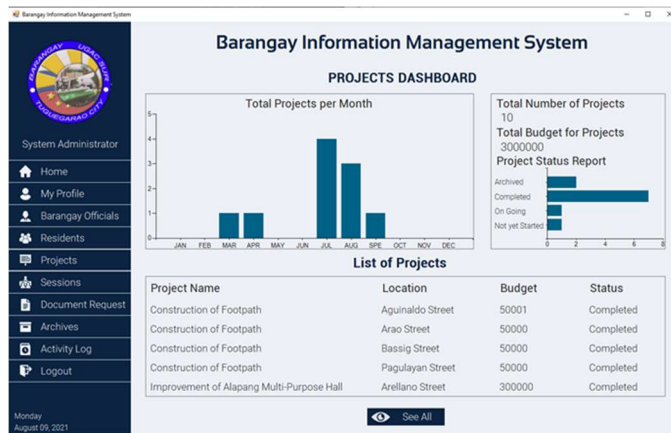 Barangay Information Management System
BARANGAY UGAC SUR
TUGUEGARAO CITY
System Administrator
Home
My Profile
Barangay Officials
Residents
Projects
Sessions
Document Request
Archives
Activity Log
Logout
Monday
August 09, 2021
Barangay Information Management System
PROJECTS DASHBOARD
Total Projects per Month
5
4
3
2
1
0
JAN FEB MAR APR MAY JUN JUL AUG SPE OCT NOV DEC
Total Number of Projects
10
Total Budget for Projects
3000000
Project Status Report
Archived
Completed
On Going
Not yet Started
0 2 4 6 8
List of Projects
Project Name Location Budget Status
Construction of Footpath Aguinaldo Street 50001 Completed
Construction of Footpath Arao Street 50000 Completed
Construction of Footpath Bassig Street 50000 Completed
Construction of Footpath Pagulayan Street 50000 Completed
Improvement of Alapang Multi-Purpose Hall Arellano Street 300000 Completed
See All